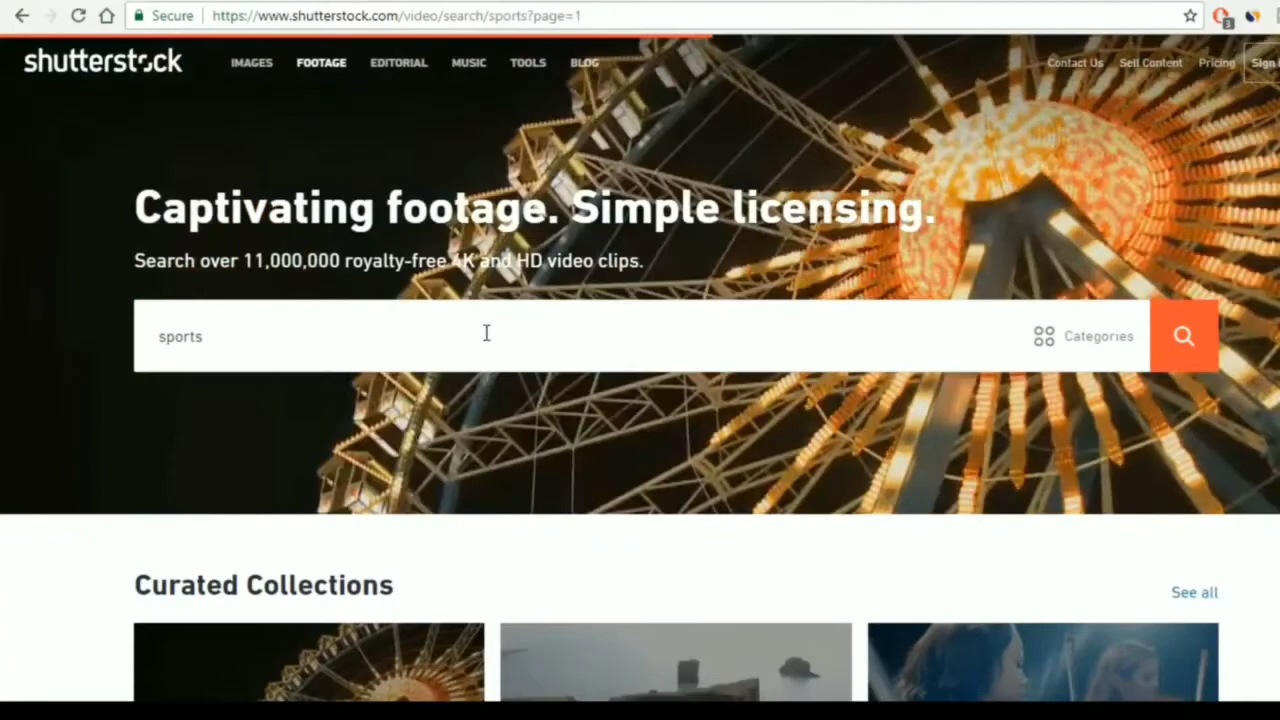 Secure https://www.shutterstock.com/video/search/sports?page=1
3
shutterstock IMAGES FOOTAGE EDITORIAL MUSIC TOOLS BLOG Contact Us Sell Content Pricing Sign
Captivating footage. Simple licensing.
Search over 11,000,000 royalty-free 4K and HD video clips.
sports Categories
Curated Collections See all